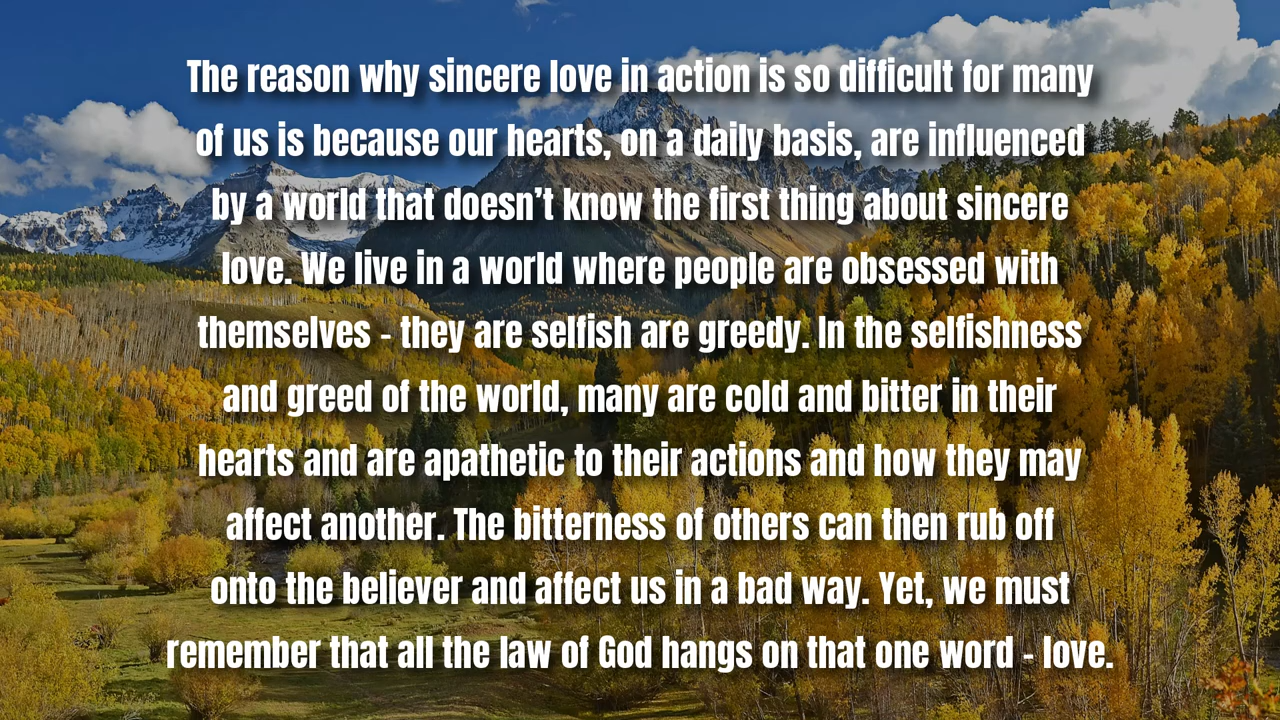 The reason why sincere love in action is so difficult for many
of us is because our hearts, on a daily basis, are influenced
by a world that doesn’t know the first thing about sincere
love. We live in a world where people are obsessed with
themselves - they are selfish are greedy. In the selfishness
and greed of the world, many are cold and bitter in their
hearts and are apathetic to their actions and how they may
affect another. The bitterness of others can then rub off
onto the believer and affect us in a bad way. Yet, we must
remember that all the law of God hangs on that one word - love.